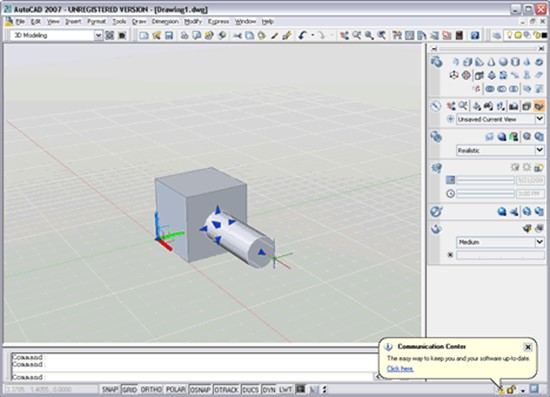 AutoCAD 2007 - UNREGISTERED VERSION - [Drawing1.dwg]
File Edit View Insert Format Tools Draw Dimension Modify Express Window Help
3D Modeling
Unsaved Current View
Realistic
Medium
Communication Center
The easy way to keep you and your software up-to-date.
Click here.
Command:
Command:
Command:
SNAP GRID ORTHO POLAR OSNAP OTRACK DUCS DYN LWT